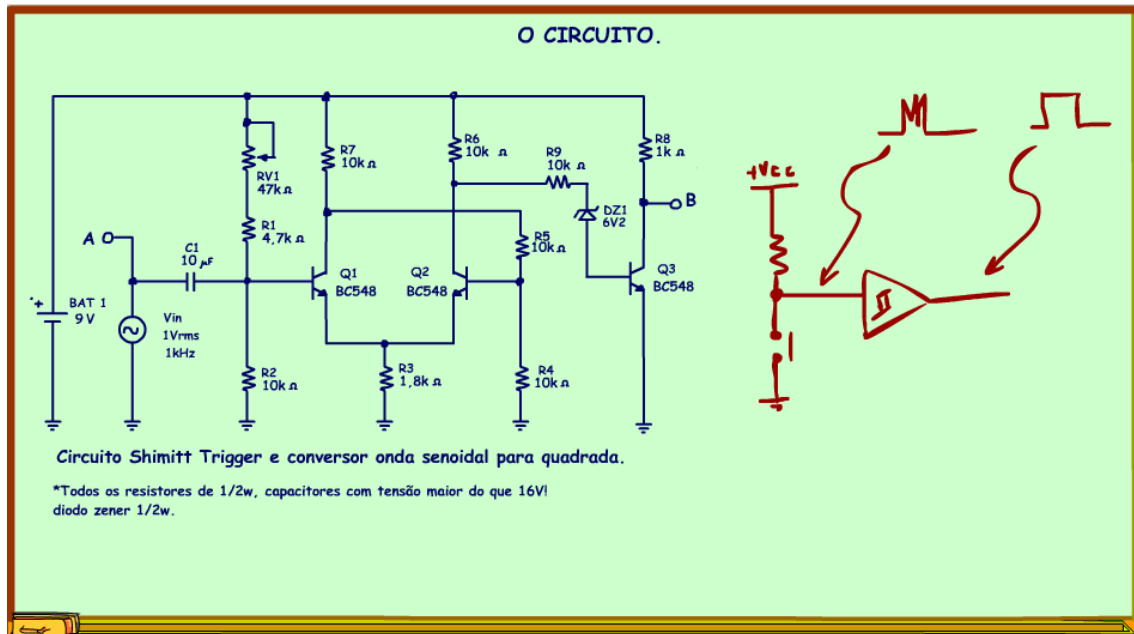 O CIRCUITO.
R7
10k Ω
R6
10k Ω
R9
10k Ω
R8
1k Ω
RV1
47k Ω
R1
4,7k Ω
DZ1
6V2
B
R5
10k Ω
A
C1
10 µF
Q1
BC548
Q2
BC548
Q3
BC548
+
BAT 1
9 V
Vin
1Vrms
1kHz
R2
10k Ω
R3
1,8k Ω
R4
10k Ω
+Vcc
Circuito Shimitt Trigger e conversor onda senoidal para quadrada.
*Todos os resistores de 1/2w, capacitores com tensão maior do que 16V!
diodo zener 1/2w.